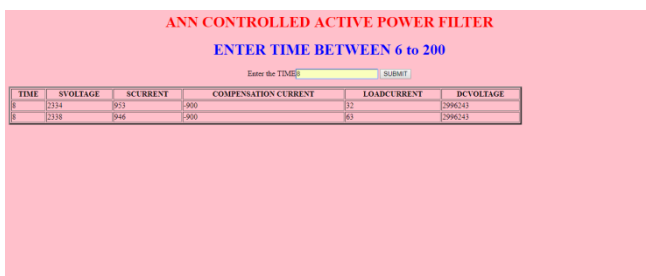 ANN CONTROLLED ACTIVE POWER FILTER
ENTER TIME BETWEEN 6 to 200
Enter the TIME 8 SUBMIT
TIME SVOLTAGE SCURRENT COMPENSATION CURRENT LOADCURRENT DCVOLTAGE
8 2334 953 -900 32 2996243
8 2338 946 -900 63 2996243